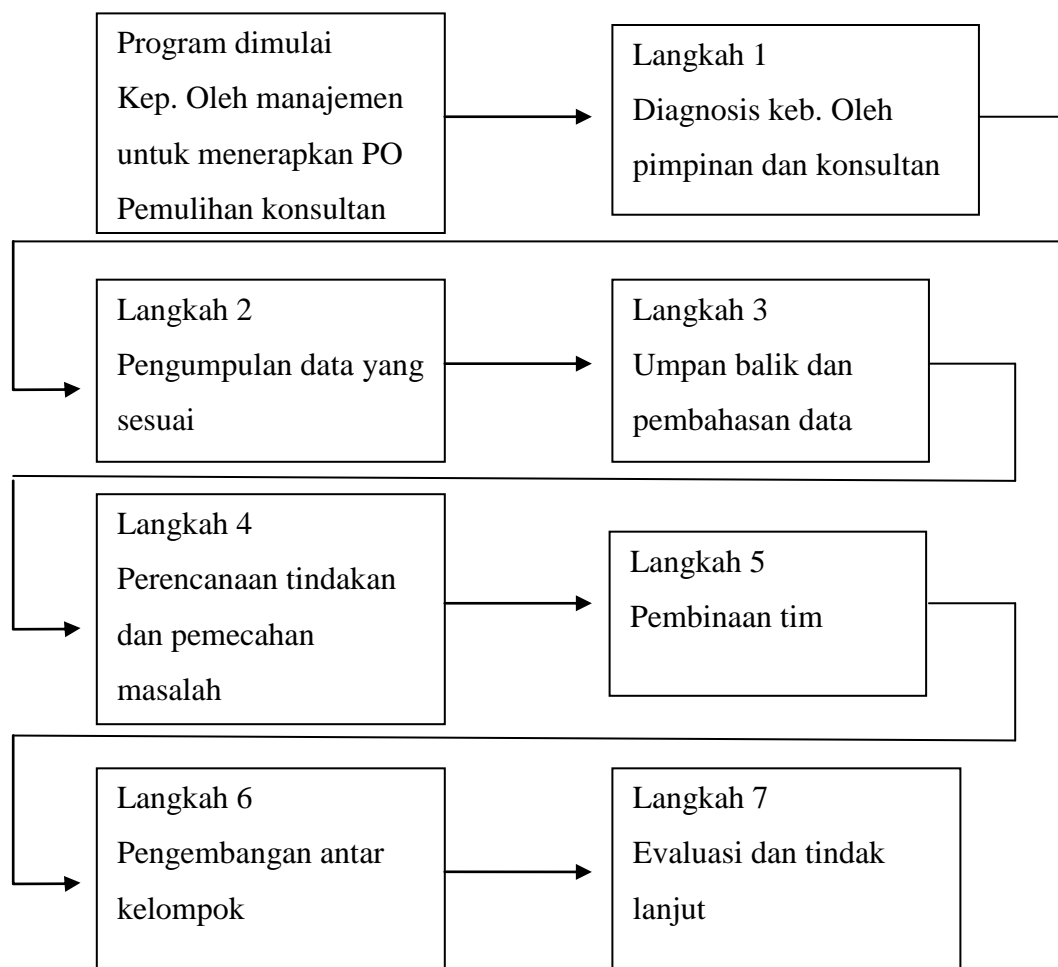 Program dimulai
Kep. Oleh manajemen
untuk menerapkan PO
Pemulihan konsultan
Langkah 1
Diagnosis keb. Oleh
pimpinan dan konsultan
Langkah 2
Pengumpulan data yang
sesuai
Langkah 3
Umpan balik dan
pembahasan data
Langkah 4
Perencanaan tindakan
dan pemecahan
masalah
Langkah 5
Pembinaan tim
Langkah 6
Pengembangan antar
kelompok
Langkah 7
Evaluasi dan tindak
lanjut